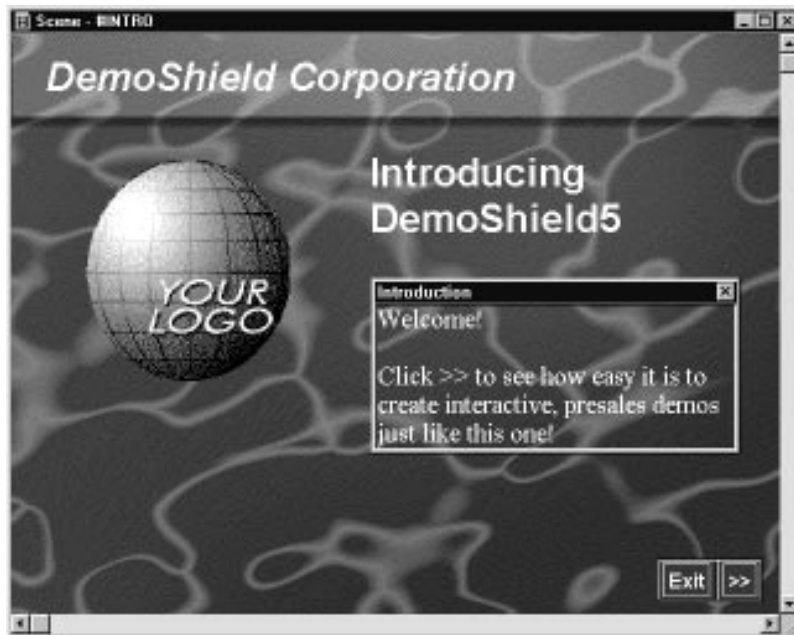 Scene - #INTRO
DemoShield Corporation
Introducing
DemoShield5
YOUR
LOGO
Introduction
Welcome!
Click >> to see how easy it is to
create interactive, presales demos
just like this one!
Exit >>